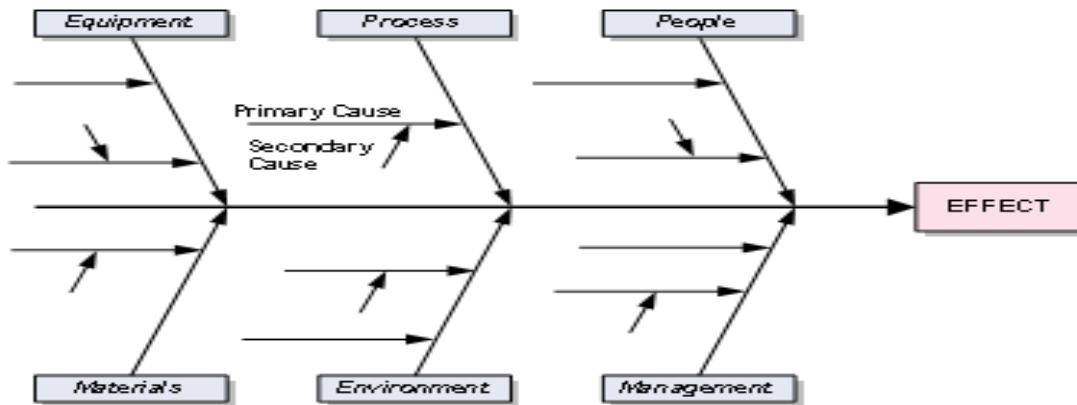 Equipment
Process
People
Primary Cause
Secondary
Cause
EFFECT
Materials
Environment
Management